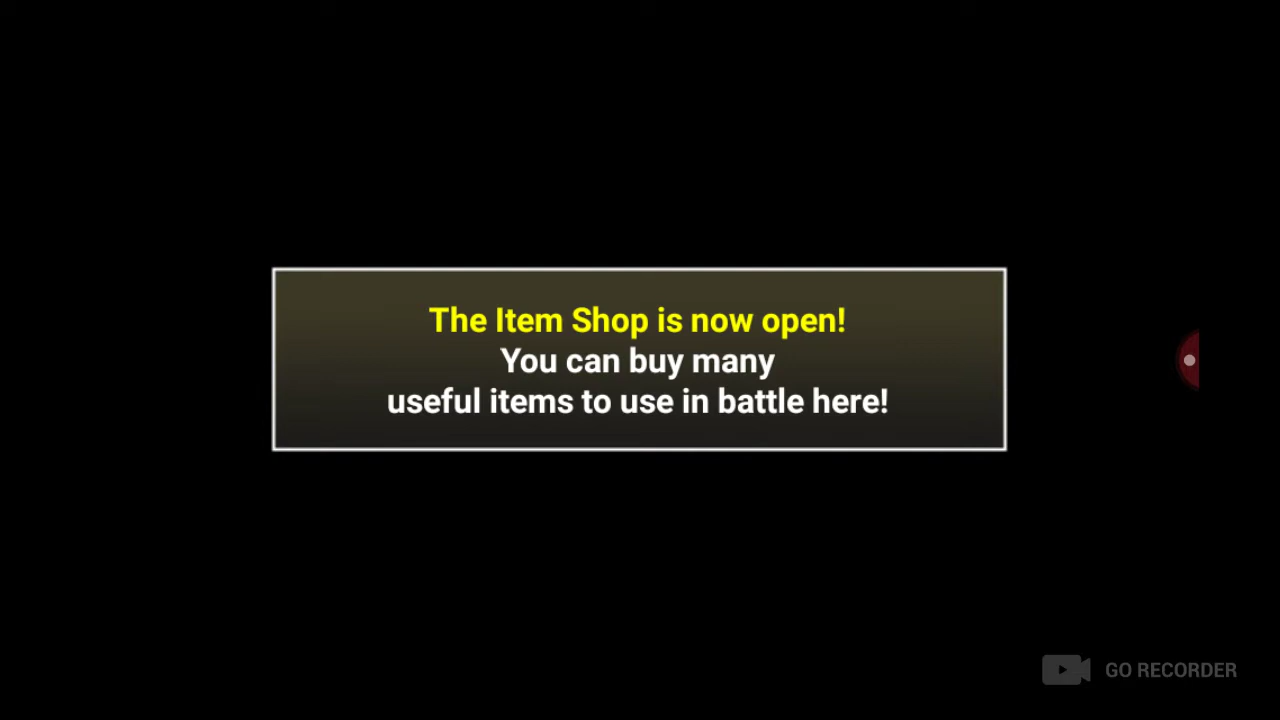 The Item Shop is now open!
You can buy many
useful items to use in battle here!
GO RECORDER